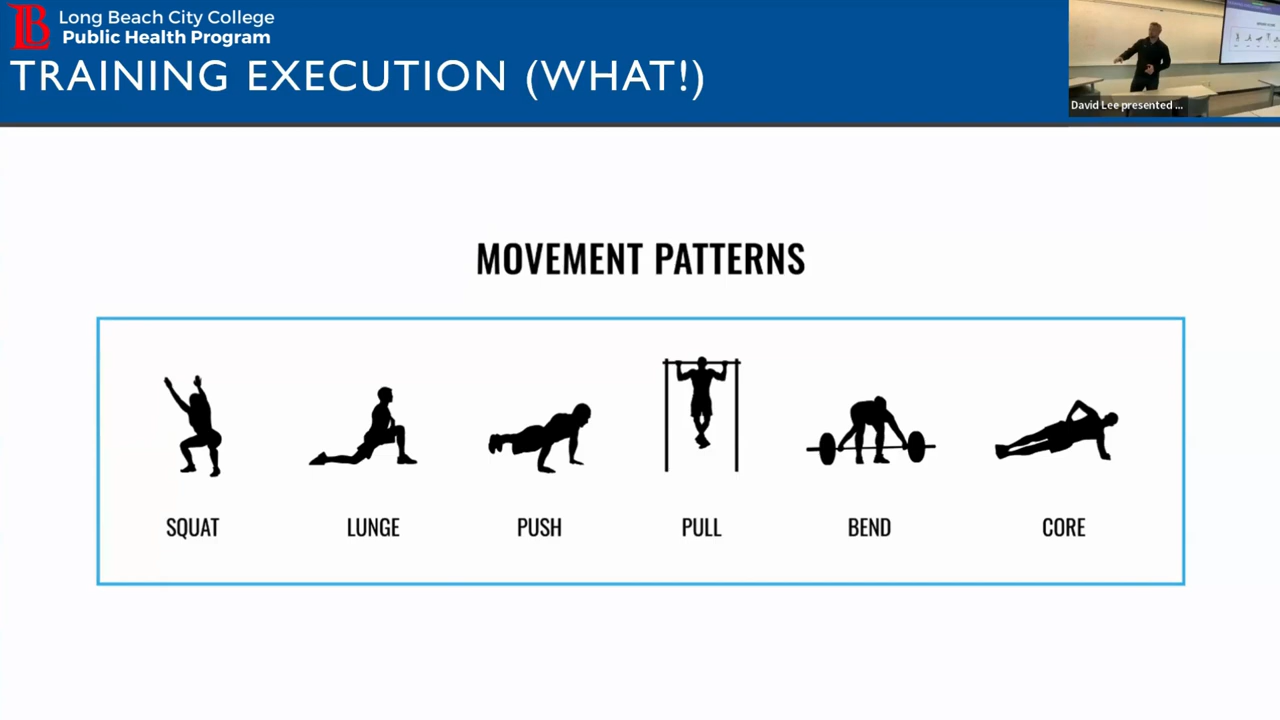 Long Beach City College
Public Health Program
TRAINING EXECUTION (WHAT!)
David Lee presented ...
MOVEMENT PATTERNS
SQUAT LUNGE PUSH PULL BEND CORE